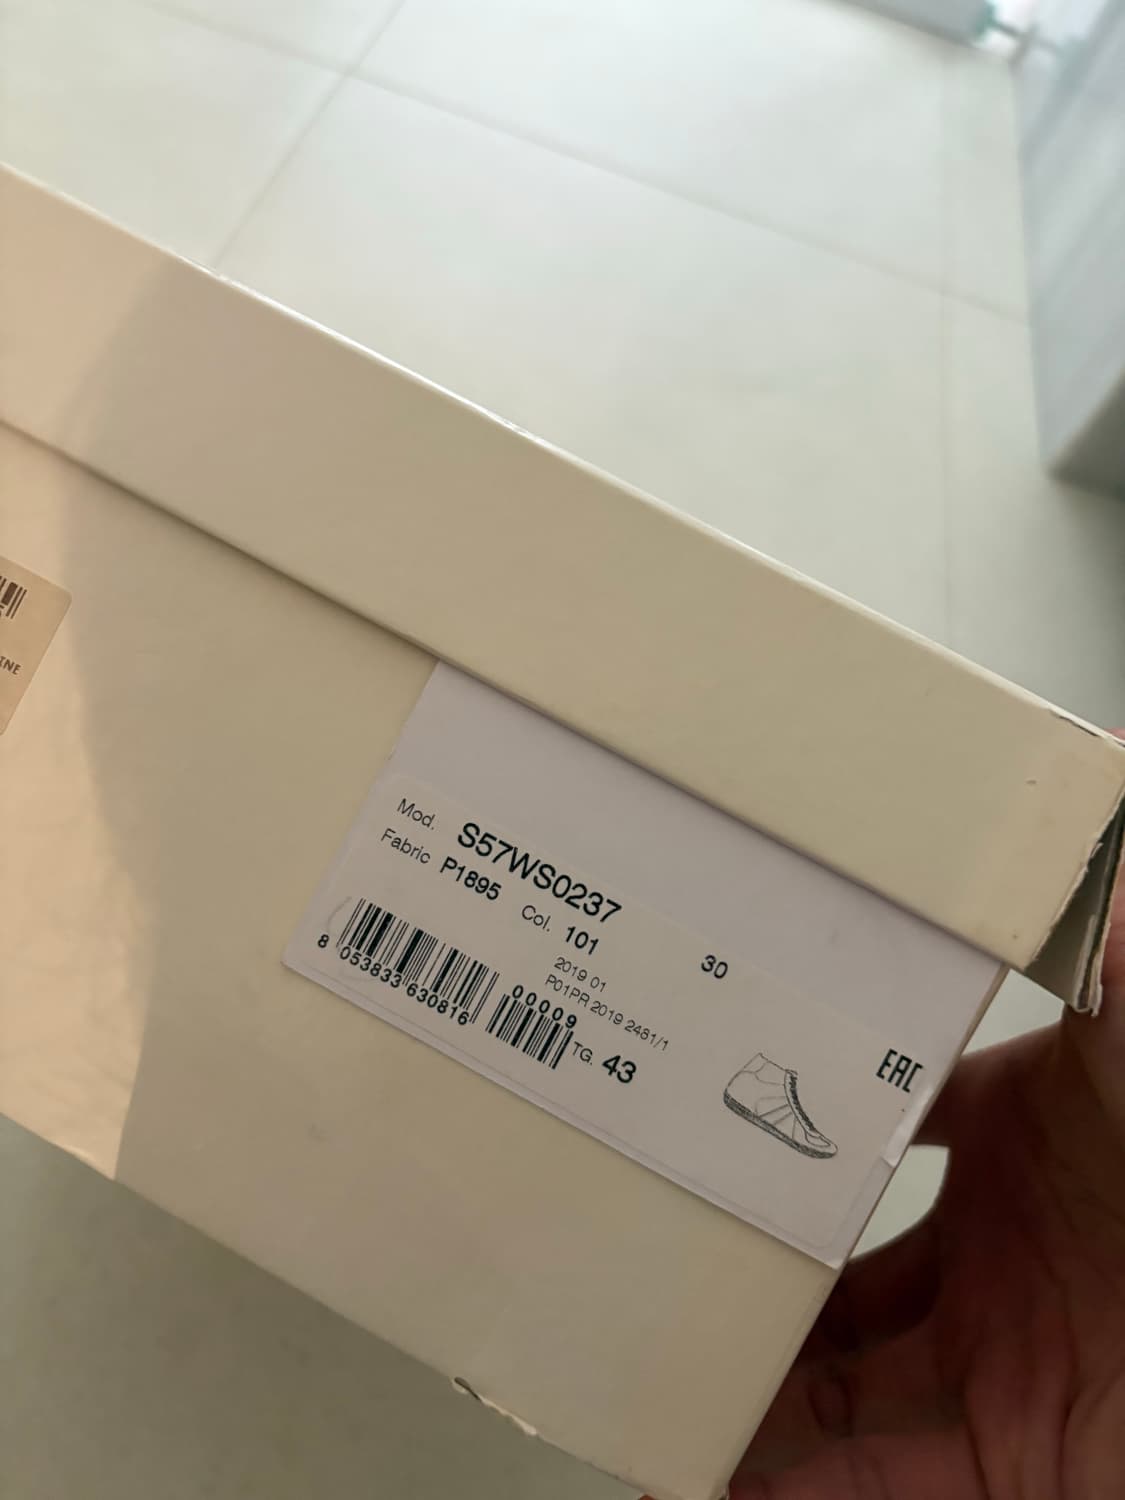 INE
Mod. S57WS0237
Fabric P1895 Col. 101 30
2019 01
P01PR 2019 2481/1
8 053833 630816 00009
TG. 43
EAC